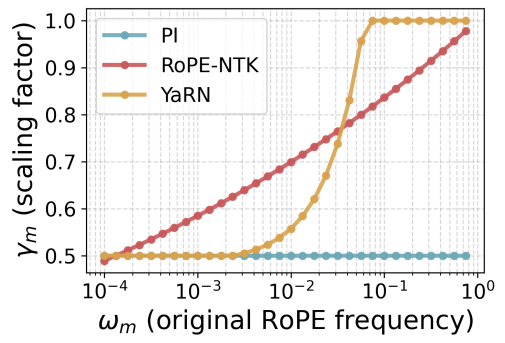 1.0
0.9
0.8
0.7
0.6
0.5
γₘ (scaling factor)
PI
RoPE-NTK
YaRN
10⁻⁴ 10⁻³ 10⁻² 10⁻¹ 10⁰
ωₘ (original RoPE frequency)